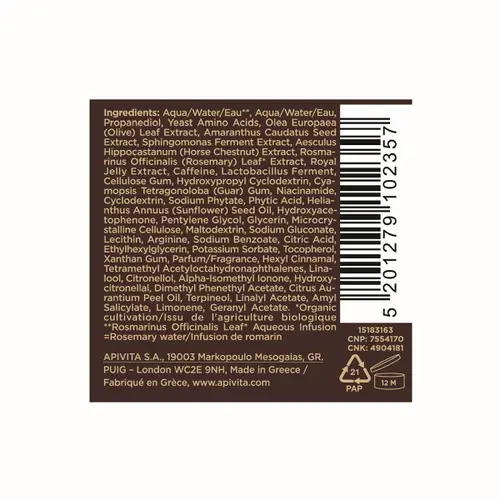 Ingredients: Aqua/Water/Eau**, Aqua/Water/Eau,
Propanediol, Yeast Amino Acids, Olea Europaea
(Olive) Leaf Extract, Amaranthus Caudatus Seed
Extract, Sphingomonas Ferment Extract, Aesculus
Hippocastanum (Horse Chestnut) Extract, Rosma-
rinus Officinalis (Rosemary) Leaf* Extract, Royal
Jelly Extract, Caffeine, Lactobacillus Ferment,
Cellulose Gum, Hydroxypropyl Cyclodextrin, Cya-
mopsis Tetragonoloba (Guar) Gum, Niacinamide,
Cyclodextrin, Sodium Phytate, Phytic Acid, Helia-
nthus Annuus (Sunflower) Seed Oil, Hydroxyace-
tophenone, Pentylene Glycol, Glycerin, Microcry-
stalline Cellulose, Maltodextrin, Sodium Gluconate,
Lecithin, Arginine, Sodium Benzoate, Citric Acid,
Ethylhexylglycerin, Potassium Sorbate, Tocopherol,
Xanthan Gum, Parfum/Fragrance, Hexyl Cinnamal,
Tetramethyl Acetyloctahydronaphthalenes, Lina-
lool, Citronellol, Alpha-Isomethyl Ionone, Hydroxy-
citronellal, Dimethyl Phenethyl Acetate, Citrus Au-
rantium Peel Oil, Terpineol, Linalyl Acetate, Amyl
Salicylate, Limonene, Geranyl Acetate. *Organic
cultivation/Issu de l'agriculture biologique
**Rosmarinus Officinalis Leaf* Aqueous Infusion
=Rosemary water/Infusion de romarin
APIVITA S.A., 19003 Markopoulo Mesogaias, GR.
PUIG – London WC2E 9NH, Made in Greece /
Fabriqué en Grèce, www.apivita.com
5 201279 102357
15183163
CNP: 7554170
CNK: 4904181
21
PAP
12 M